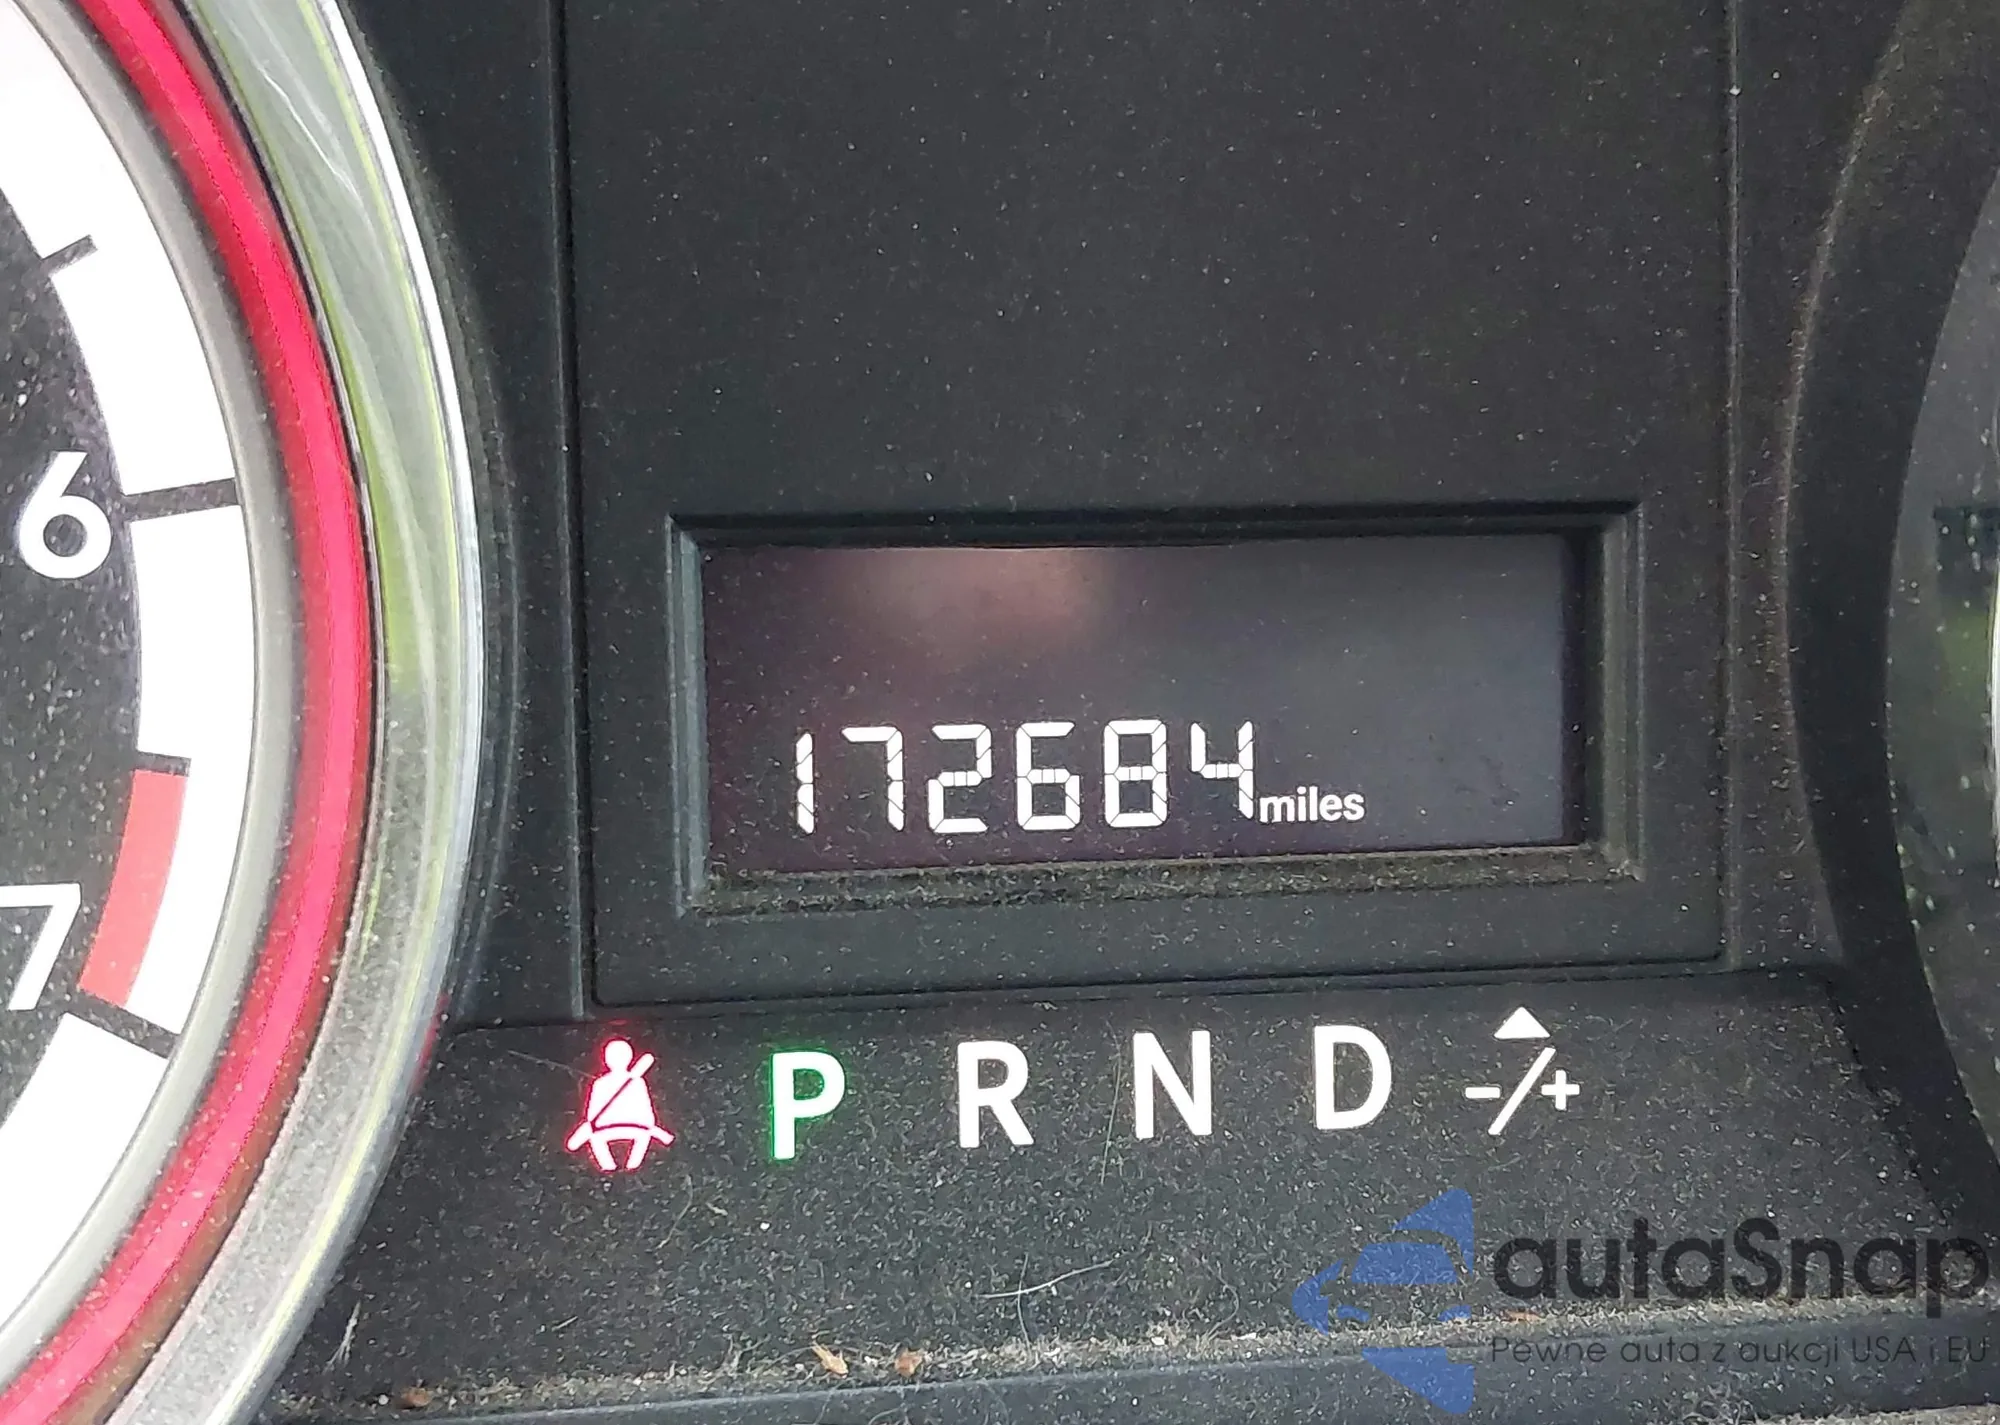 6
172684 miles
7
P R N D -/+
autaSnap
Pewne auta z aukcji USA i EU